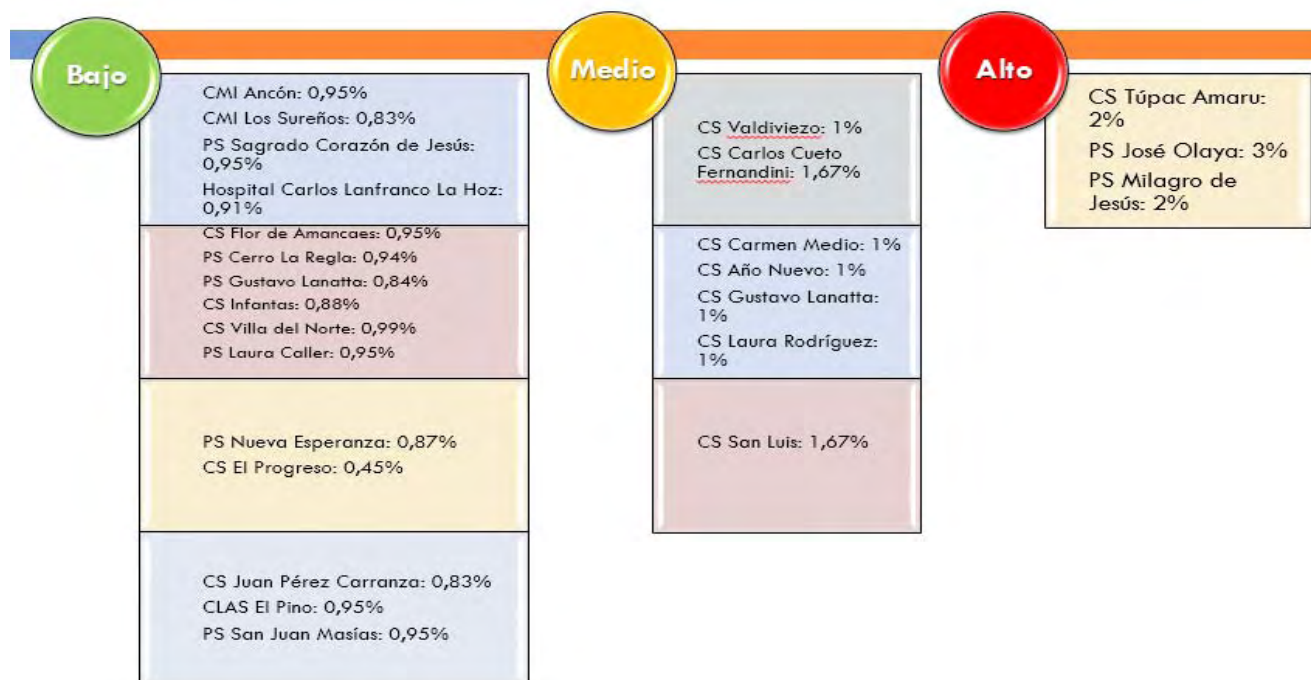 Bajo
CMI Ancón: 0,95%
CMI Los Sureños: 0,83%
PS Sagrado Corazón de Jesús:
0,95%
Hospital Carlos Lanfranco La Hoz:
0,91%
CS Flor de Amancaes: 0,95%
PS Cerro La Regla: 0,94%
PS Gustavo Lanatta: 0,84%
CS Infantas: 0,88%
CS Villa del Norte: 0,99%
PS Laura Caller: 0,95%
PS Nueva Esperanza: 0,87%
CS El Progreso: 0,45%
CS Juan Pérez Carranza: 0,83%
CLAS El Pino: 0,95%
PS San Juan Masías: 0,95%
Medio
CS Valdiviezo: 1%
CS Carlos Cueto
Fernandini: 1,67%
CS Carmen Medio: 1%
CS Año Nuevo: 1%
CS Gustavo Lanatta:
1%
CS Laura Rodríguez:
1%
CS San Luis: 1,67%
Alto
CS Túpac Amaru:
2%
PS José Olaya: 3%
PS Milagro de
Jesús: 2%